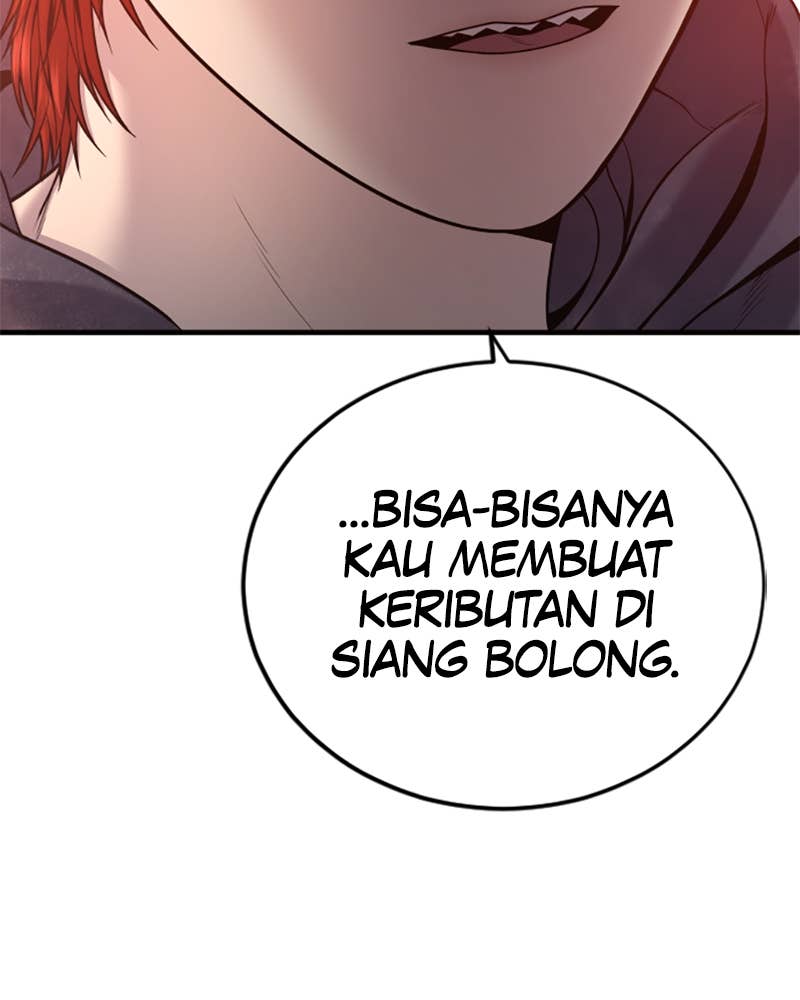 ...BISA-BISANYA
KAU MEMBUAT
KERIBUTAN DI
SIANG BOLONG.